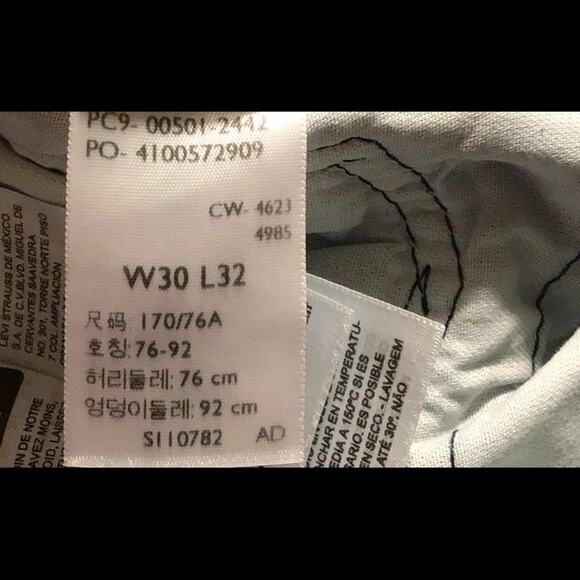 PC9- 00501-2442
PO- 4100572909
CW- 4623
4985
W30 L32
尺码: 170/76A
호칭: 76-92
허리둘레: 76 cm
엉덩이둘레: 92 cm
S110782 AD
LEVI STRAUSS DE MÉXICO
S.A. DE C.V. BLVD. MIGUEL DE
CERVANTES SAAVEDRA
NO. 301, TORRE NORTE PISO
7 COL. AMPLIACIÓN
OIN DE NOTRE
AVEZ MOINS,
OID, LAISSE
NCHAR EN TEMPERATU-
EDIA A 150ºC SI ES
SARIO. ES POSIBLE
EN SECO. - LAVAGEM
ATÉ 30º. NÃO